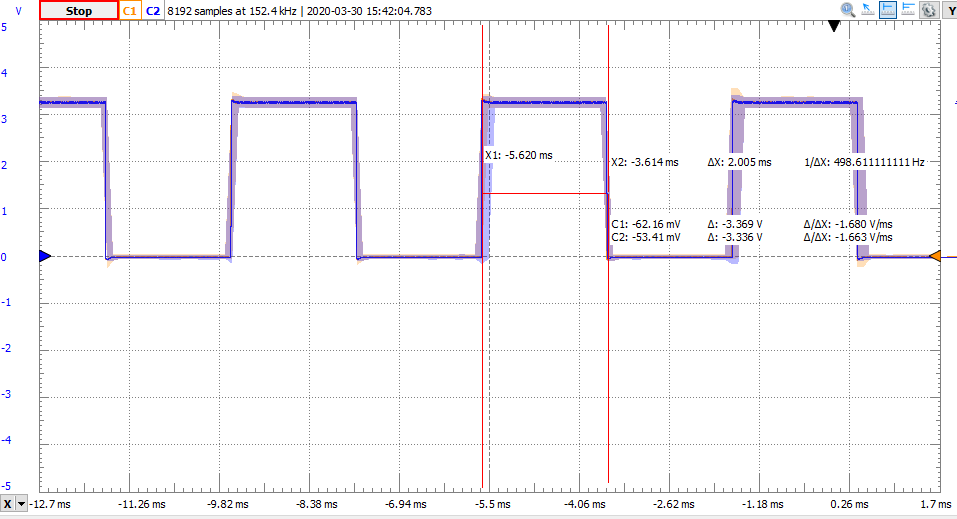 V Stop C1 C2 8192 samples at 152.4 kHz | 2020-03-30 15:42:04.783 Y
5
4
3
2
1
0
-1
-2
-3
-4
-5
X1: -5.620 ms
X2: -3.614 ms ΔX: 2.005 ms 1/ΔX: 498.611111111 Hz
C1: -62.16 mV Δ: -3.369 V Δ/ΔX: -1.680 V/ms
C2: -53.41 mV Δ: -3.336 V Δ/ΔX: -1.663 V/ms
X -12.7 ms -11.26 ms -9.82 ms -8.38 ms -6.94 ms -5.5 ms -4.06 ms -2.62 ms -1.18 ms 0.26 ms 1.7 ms